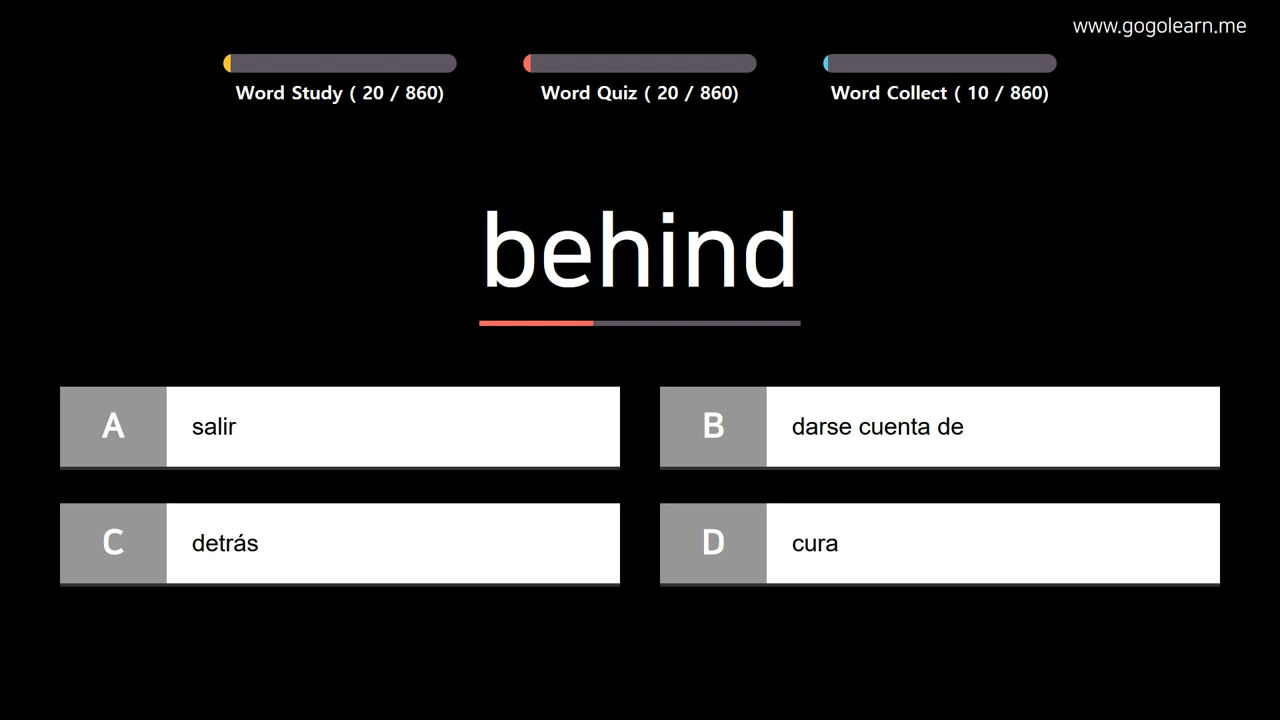 www.gogolearn.me
Word Study ( 20 / 860)
Word Quiz ( 20 / 860)
Word Collect ( 10 / 860)
behind
A salir
B darse cuenta de
C detrás
D cura